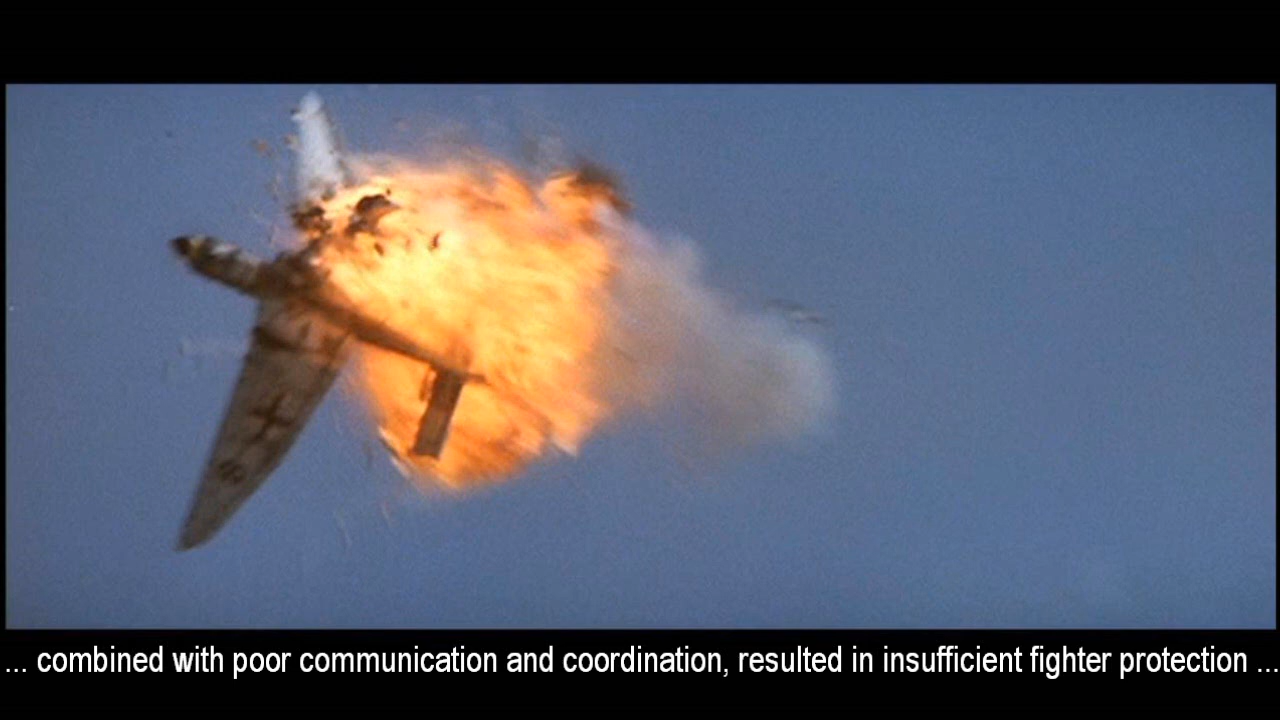 ... combined with poor communication and coordination, resulted in insufficient fighter protection ...